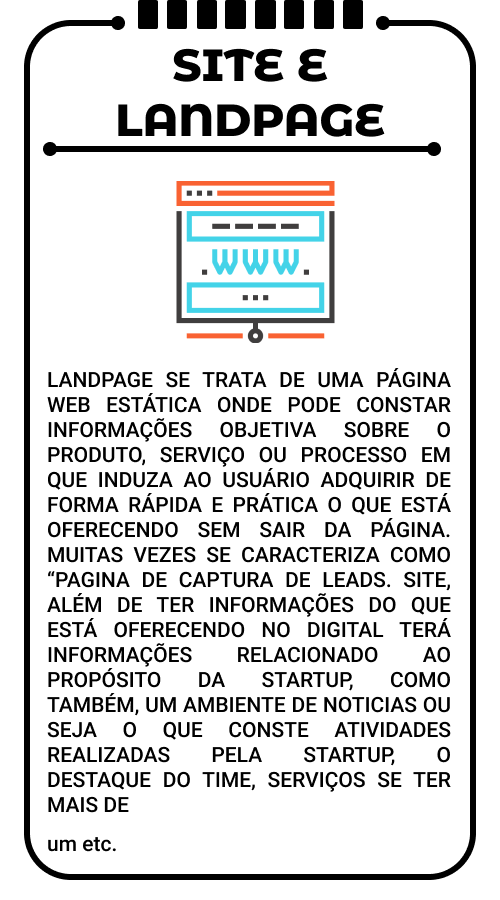 SITE E
LANDPAGE
WWW
LANDPAGE SE TRATA DE UMA PÁGINA
WEB ESTÁTICA ONDE PODE CONSTAR
INFORMAÇÕES OBJETIVA SOBRE O
PRODUTO, SERVIÇO OU PROCESSO EM
QUE INDUZA AO USUÁRIO ADQUIRIR DE
FORMA RÁPIDA E PRÁTICA O QUE ESTÁ
OFERECENDO SEM SAIR DA PÁGINA.
MUITAS VEZES SE CARACTERIZA COMO
“PAGINA DE CAPTURA DE LEADS. SITE,
ALÉM DE TER INFORMAÇÕES DO QUE
ESTÁ OFERECENDO NO DIGITAL TERÁ
INFORMAÇÕES RELACIONADO AO
PROPÓSITO DA STARTUP, COMO
TAMBÉM, UM AMBIENTE DE NOTICIAS OU
SEJA O QUE CONSTE ATIVIDADES
REALIZADAS PELA STARTUP, O
DESTAQUE DO TIME, SERVIÇOS SE TER
MAIS DE
um etc.